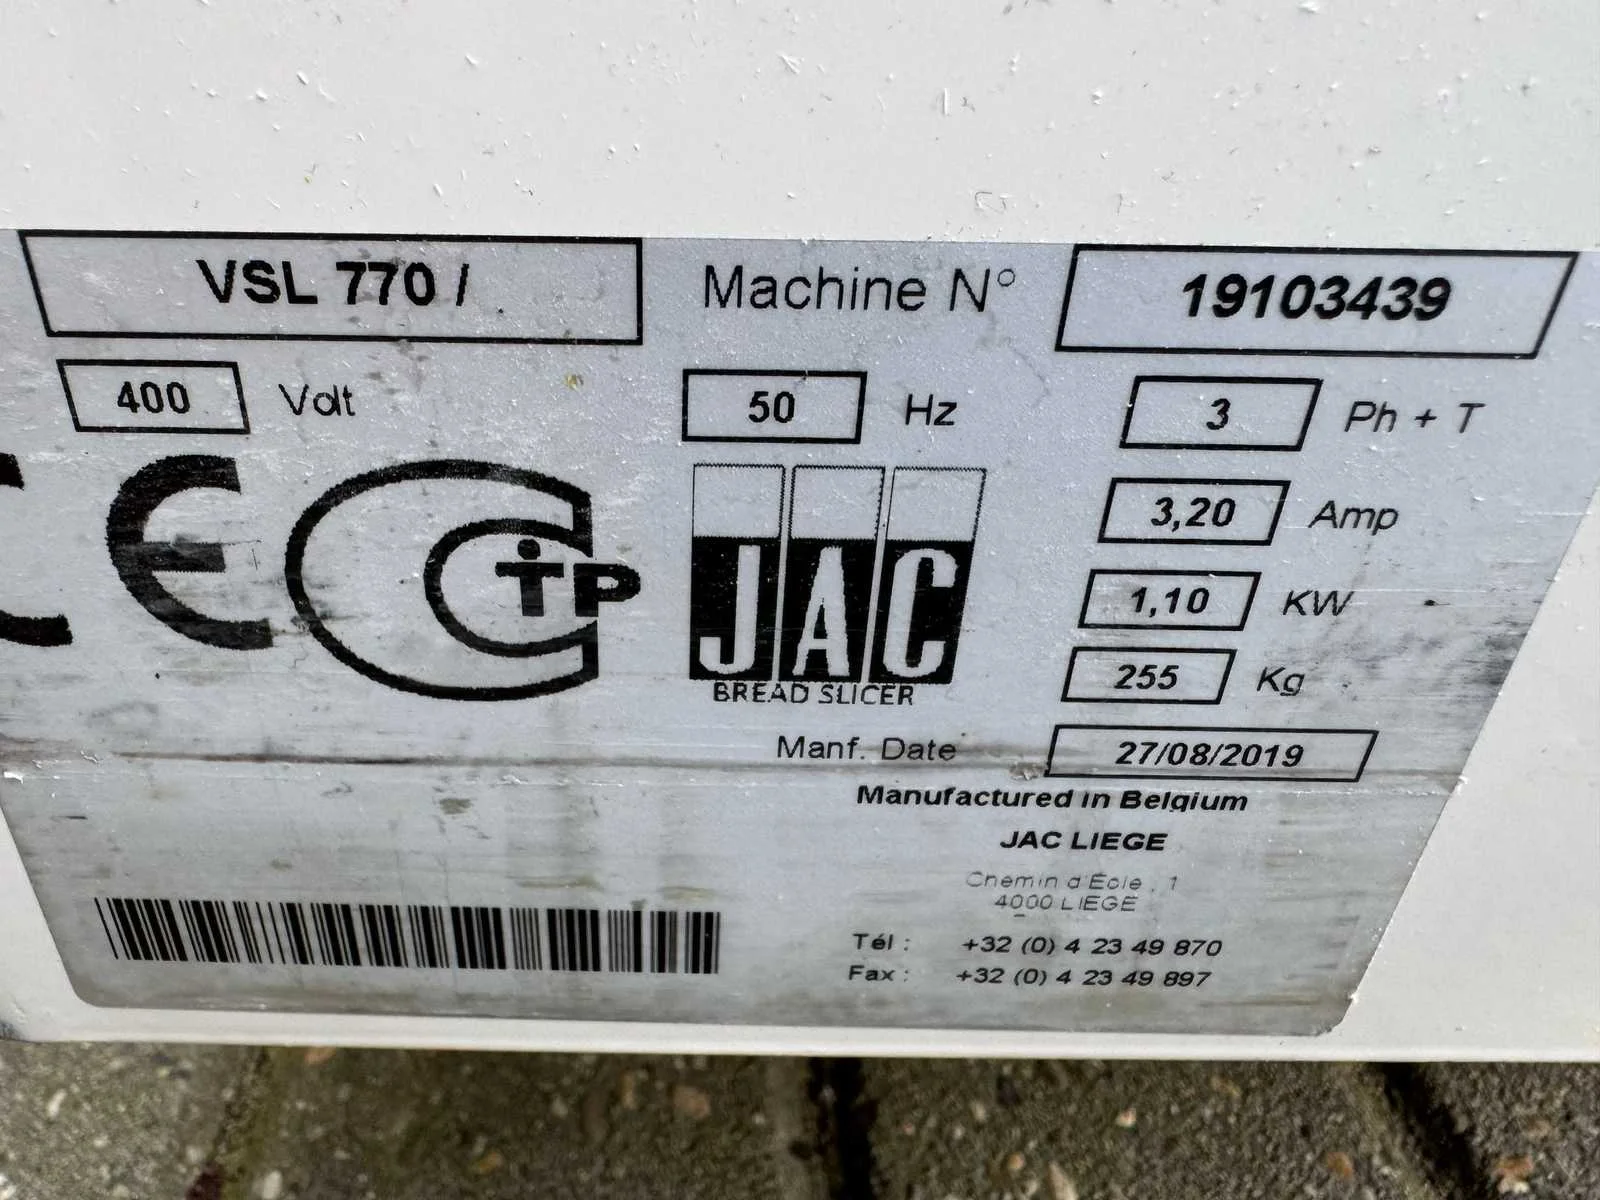 VSL 770 / Machine N° 19103439
400 Volt 50 Hz 3 Ph + T
CE
TP
3,20 Amp
1,10 KW
JAC
BREAD SLICER
255 Kg
Manf. Date 27/08/2019
Manufactured in Belgium
JAC LIEGE
Chemin d'Ecle , 1
4000 LIEGE
Tél : +32 (0) 4 23 49 870
Fax : +32 (0) 4 23 49 897